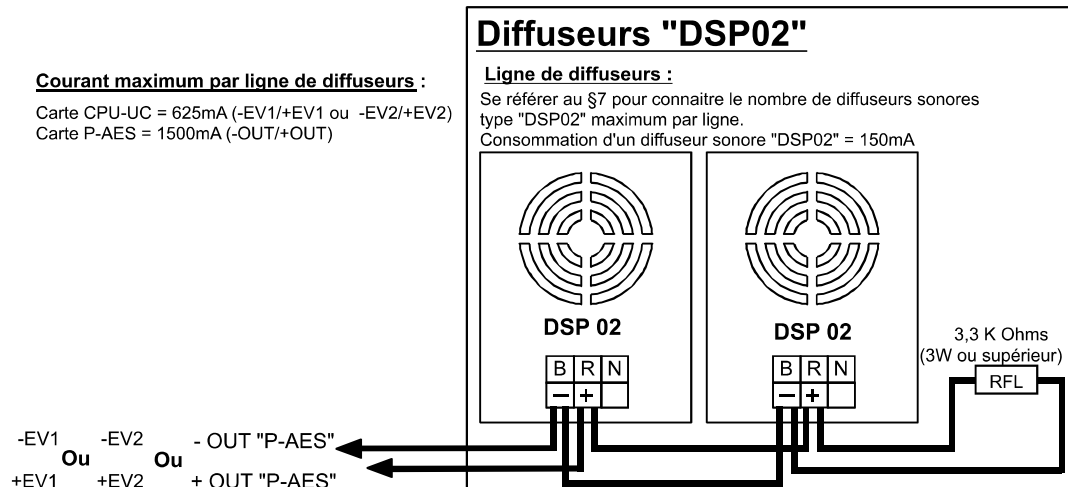 Diffuseurs "DSP02"
Courant maximum par ligne de diffuseurs :
Carte CPU-UC = 625mA (-EV1/+EV1 ou -EV2/+EV2)
Carte P-AES = 1500mA (-OUT/+OUT)
Ligne de diffuseurs :
Se référer au §7 pour connaitre le nombre de diffuseurs sonores
type "DSP02" maximum par ligne.
Consommation d'un diffuseur sonore "DSP02" = 150mA
DSP 02
B R N
− +
DSP 02
B R N
− +
3,3 K Ohms
(3W ou supérieur)
RFL
-EV1 -EV2 - OUT "P-AES"
Ou Ou
+EV1 +EV2 + OUT "P-AES"